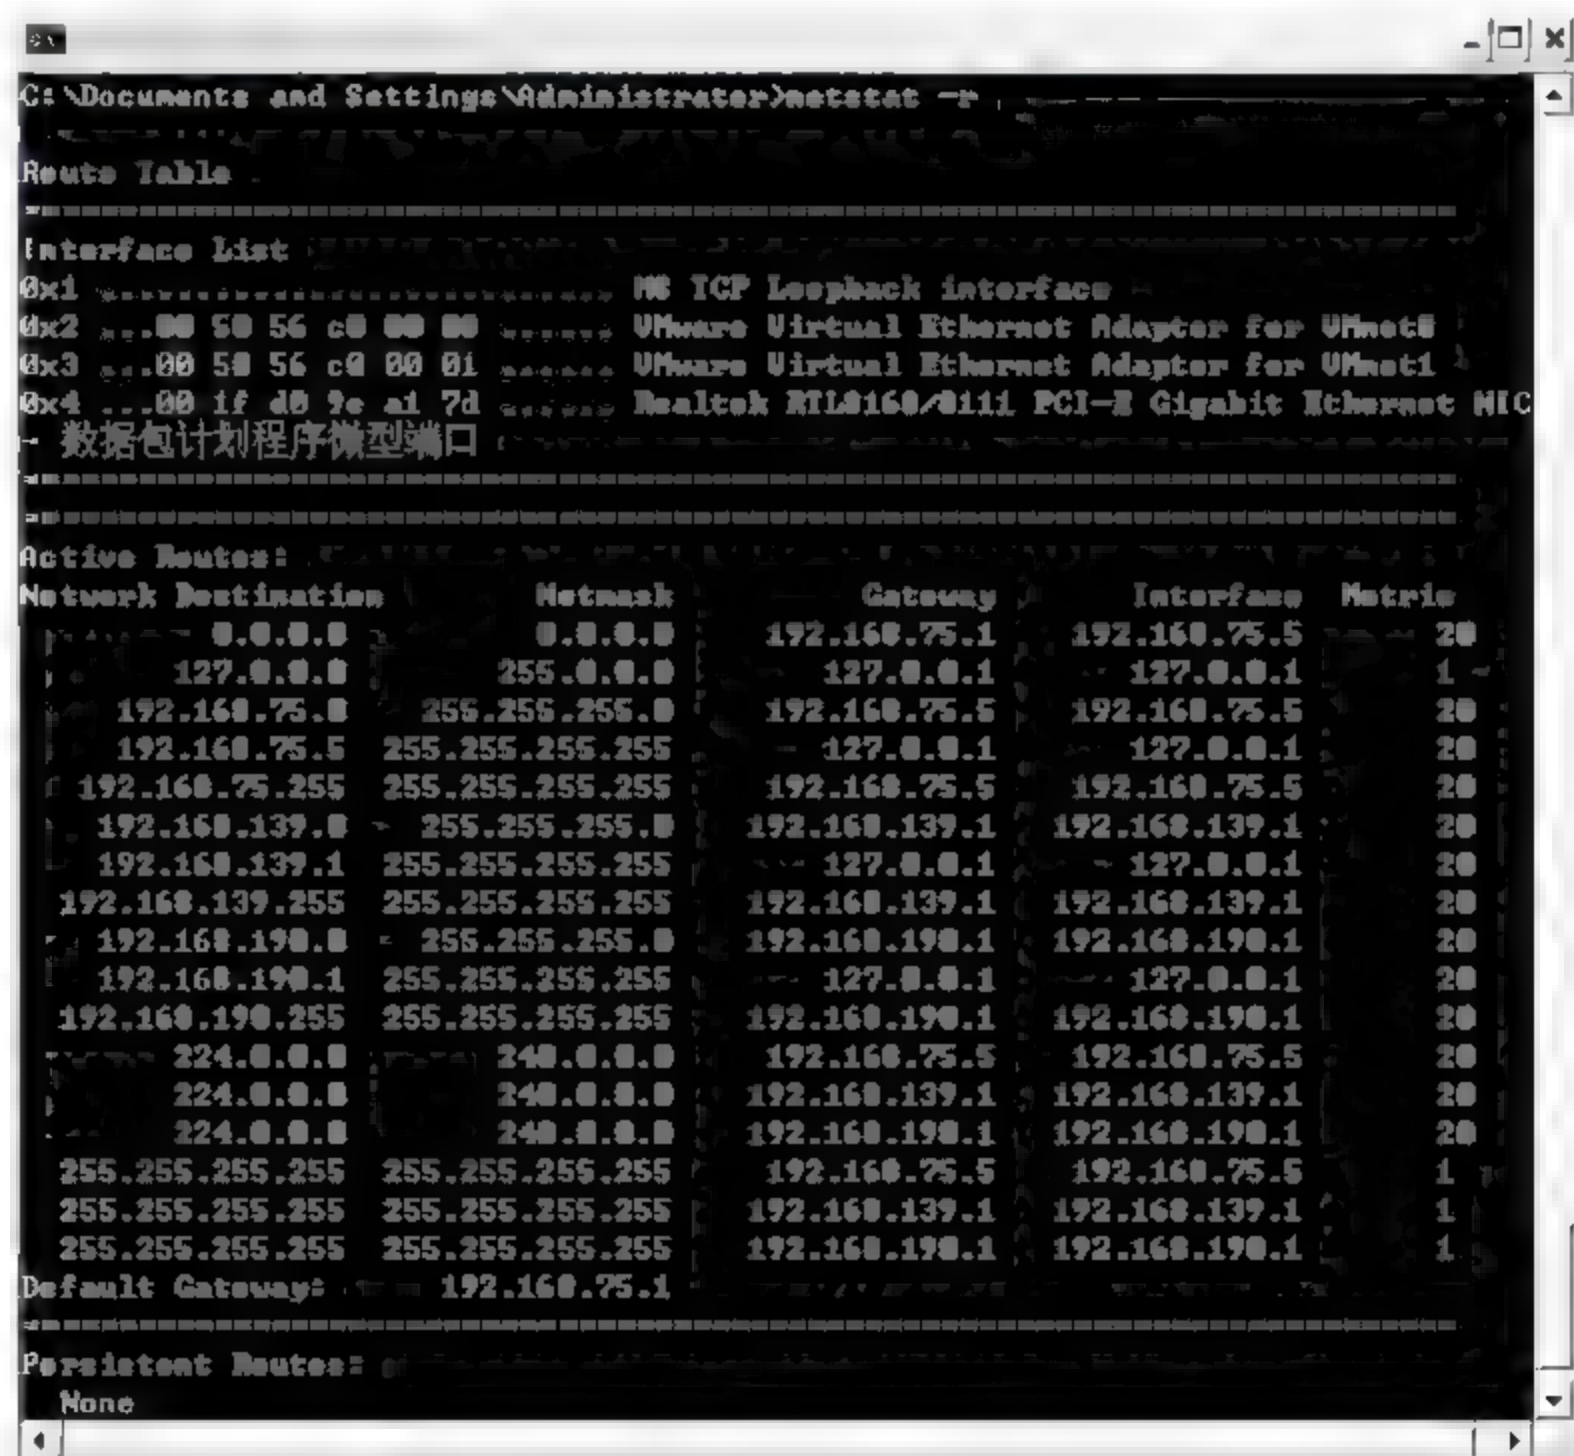 C:\Documents and Settings\Administrator>netstat -r
Route Table
Interface List
0x1 ........................... MS TCP Loopback interface
0x2 ...00 50 56 c0 00 08 ...... VMware Virtual Ethernet Adapter for VMnet8
0x3 ...00 50 56 c0 00 01 ...... VMware Virtual Ethernet Adapter for VMnet1
0x4 ...00 1f d0 9e a1 7d ...... Realtek RTL8168/8111 PCI-E Gigabit Ethernet NIC
- 数据包计划程序微型端口
Active Routes:
Network Destination Netmask Gateway Interface Metric
0.0.0.0 0.0.0.0 192.168.75.1 192.168.75.5 20
127.0.0.0 255.0.0.0 127.0.0.1 127.0.0.1 1
192.168.75.0 255.255.255.0 192.168.75.5 192.168.75.5 20
192.168.75.5 255.255.255.255 127.0.0.1 127.0.0.1 20
192.168.75.255 255.255.255.255 192.168.75.5 192.168.75.5 20
192.168.139.0 255.255.255.0 192.168.139.1 192.168.139.1 20
192.168.139.1 255.255.255.255 127.0.0.1 127.0.0.1 20
192.168.139.255 255.255.255.255 192.168.139.1 192.168.139.1 20
192.168.190.0 255.255.255.0 192.168.190.1 192.168.190.1 20
192.168.190.1 255.255.255.255 127.0.0.1 127.0.0.1 20
192.168.190.255 255.255.255.255 192.168.190.1 192.168.190.1 20
224.0.0.0 240.0.0.0 192.168.75.5 192.168.75.5 20
224.0.0.0 240.0.0.0 192.168.139.1 192.168.139.1 20
224.0.0.0 240.0.0.0 192.168.190.1 192.168.190.1 20
255.255.255.255 255.255.255.255 192.168.75.5 192.168.75.5 1
255.255.255.255 255.255.255.255 192.168.139.1 192.168.139.1 1
255.255.255.255 255.255.255.255 192.168.190.1 192.168.190.1 1
Default Gateway: 192.168.75.1
Persistent Routes:
None